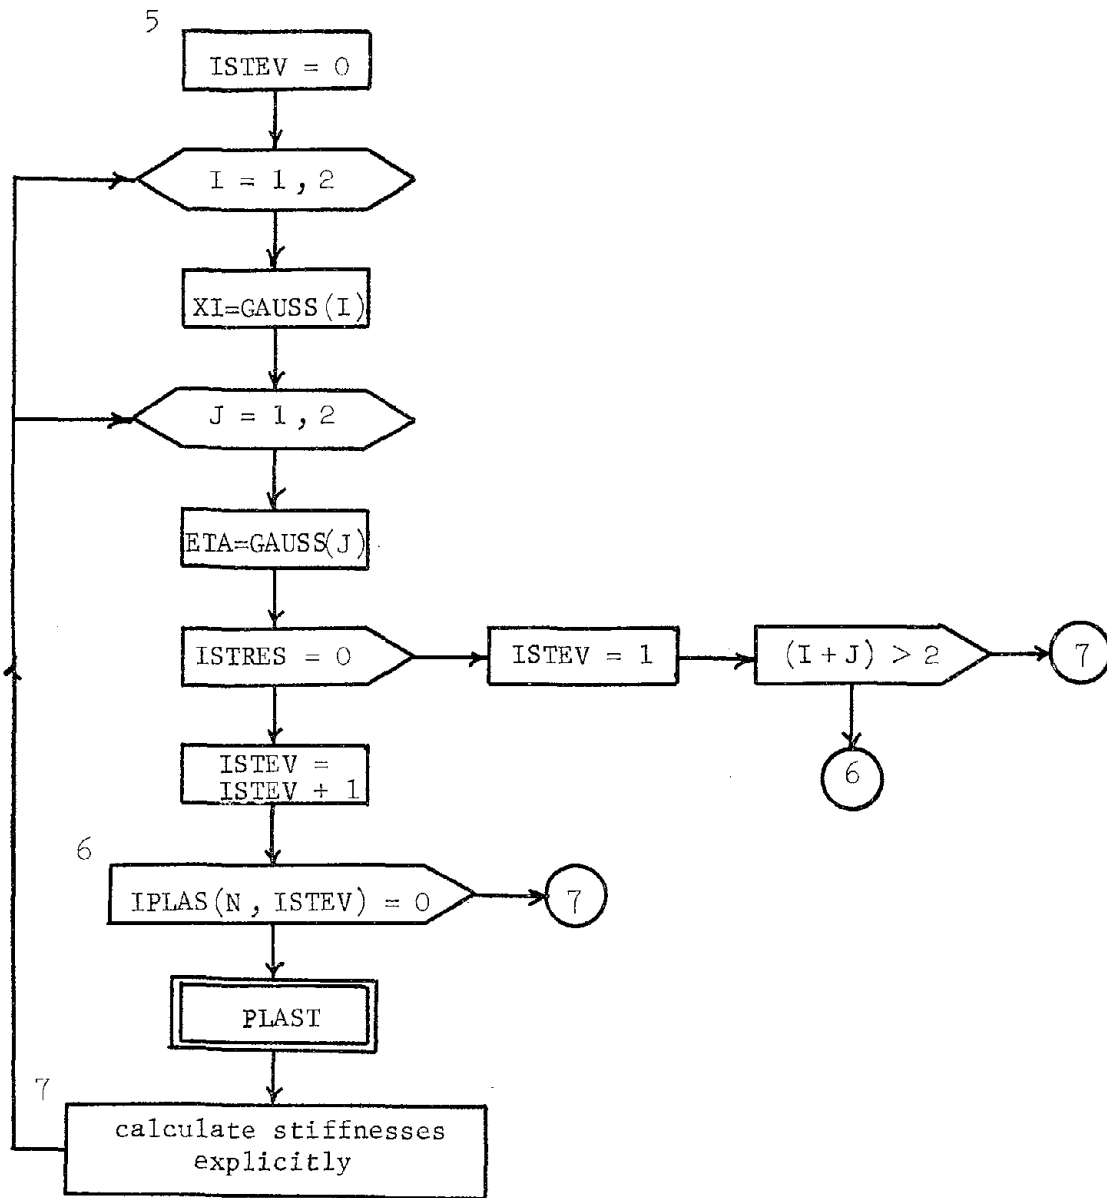 5
ISTEV = 0
I = 1, 2
XI=GAUSS(I)
J = 1, 2
ETA=GAUSS(J)
ISTRES = 0
ISTEV = 1
(I+J) > 2
7
6
ISTEV =
ISTEV + 1
6
IPLAS(N, ISTEV) = 0
7
PLAST
7
calculate stiffnesses
explicitly